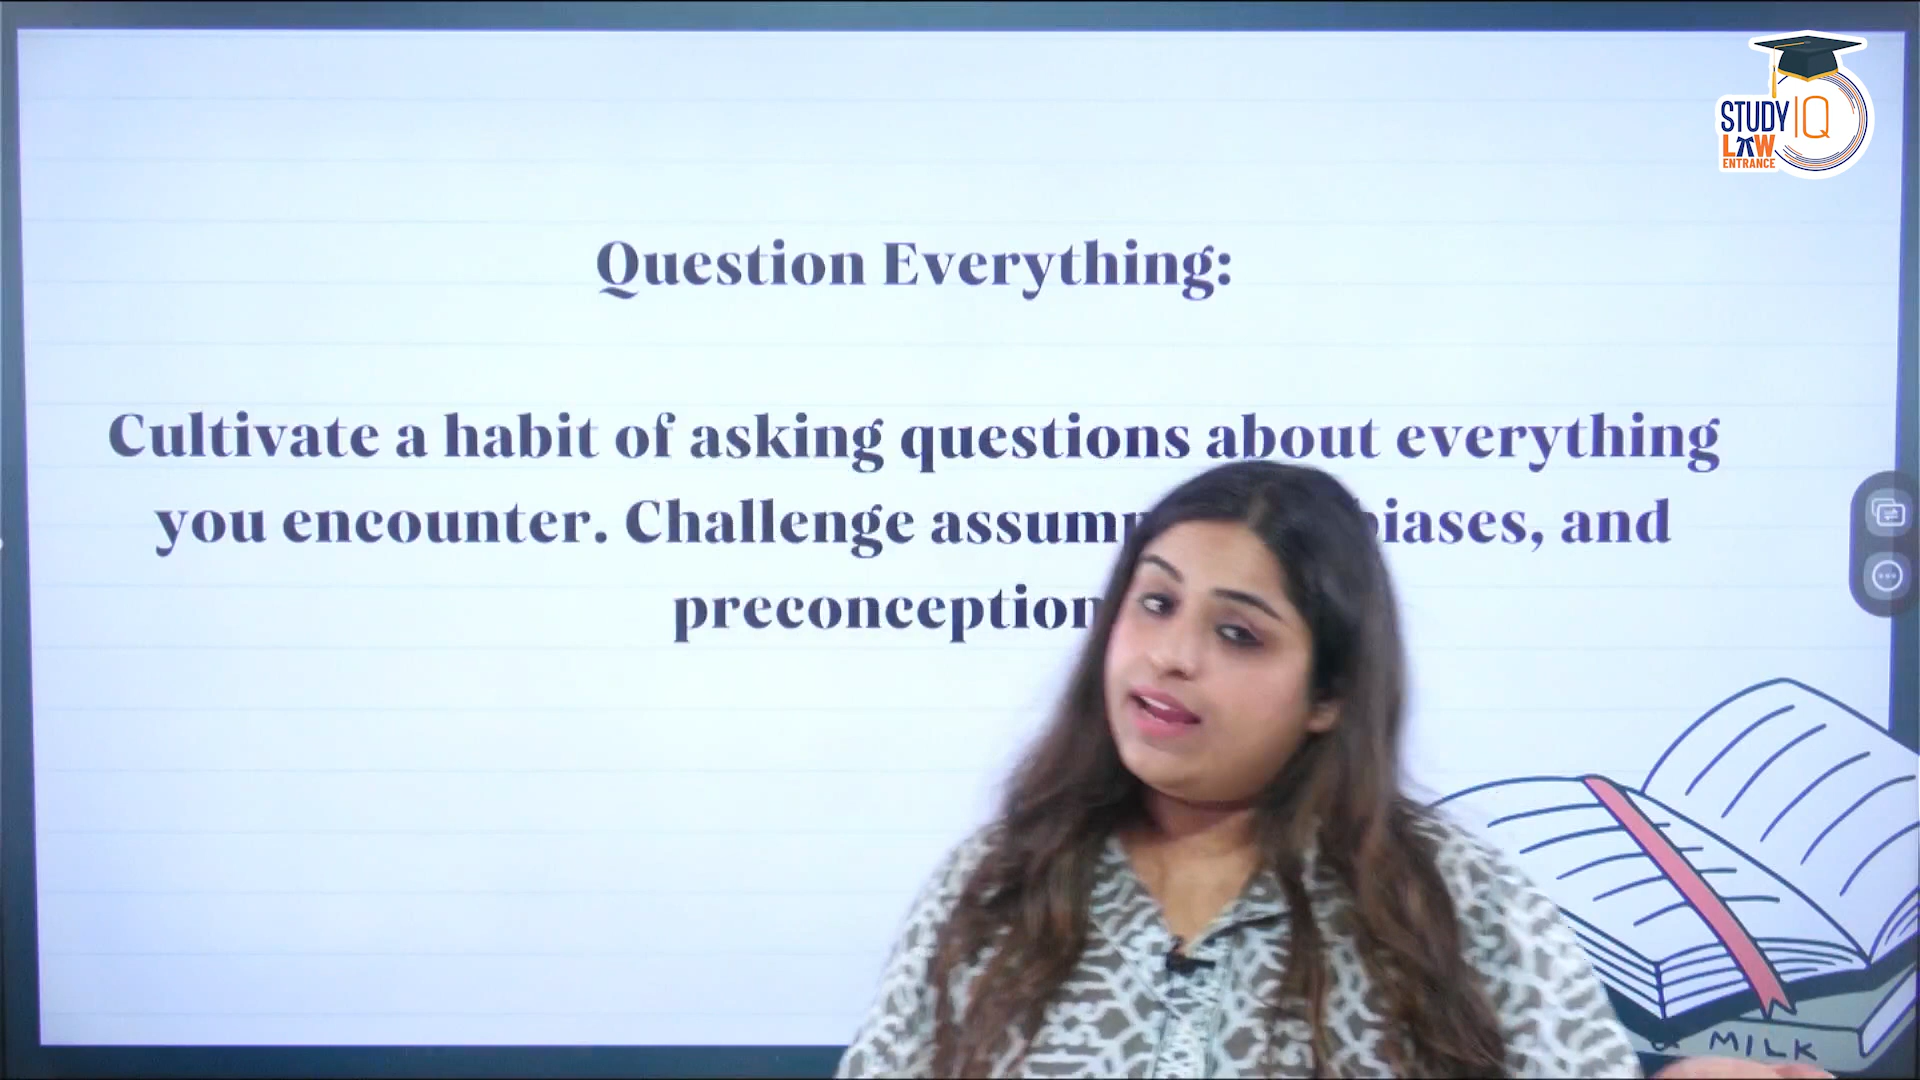 STUDY IQ
LAW
ENTRANCE
Question Everything:
Cultivate a habit of asking questions about everything
you encounter. Challenge assum biases, and
preconception
MILK